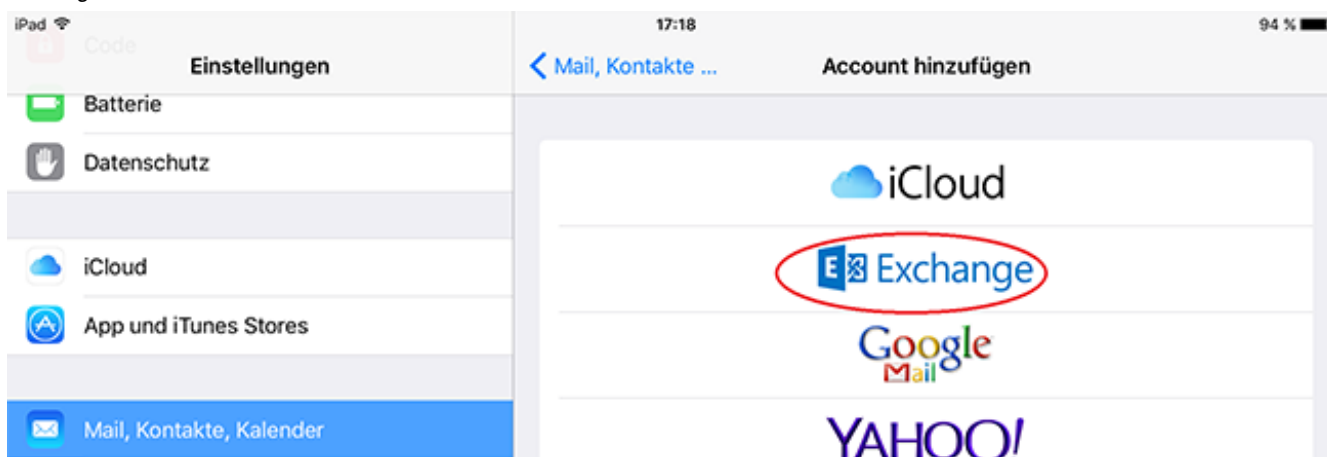 iPad 17:18 94 %
Code
Einstellungen
Mail, Kontakte ... Account hinzufügen
Batterie
Datenschutz
iCloud
Exchange
iCloud
App und iTunes Stores
Google
Mail
Mail, Kontakte, Kalender
YAHOO!